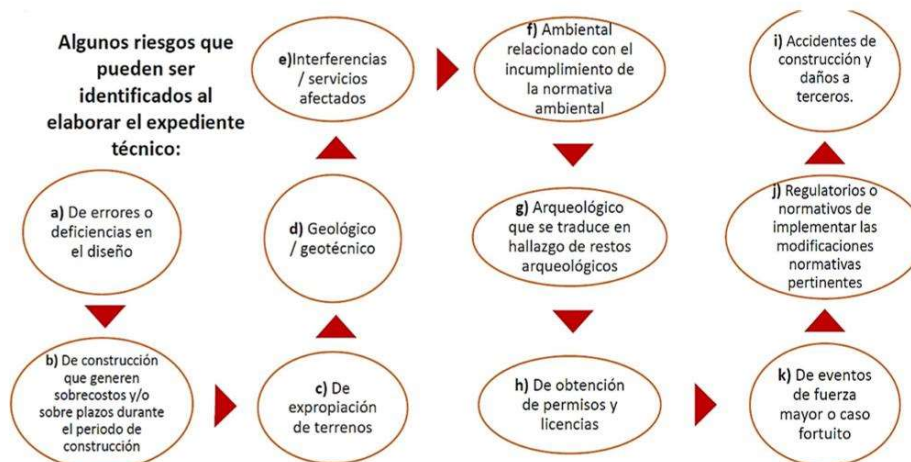 Algunos riesgos que
pueden ser
identificados al
elaborar el expediente
técnico:
a) De errores o
deficiencias en
el diseño
b) De construcción
que generen
sobrecostos y/o
sobre plazos durante
el periodo de
construcción
c) De
expropiación
de terrenos
d) Geológico
/ geotécnico
e)Interferencias
/ servicios
afectados
f) Ambiental
relacionado con el
incumplimiento de
la normativa
ambiental
g) Arqueológico
que se traduce en
hallazgo de restos
arqueológicos
h) De obtención
de permisos y
licencias
k) De eventos
de fuerza
mayor o caso
fortuito
j) Regulatorios o
normativos de
implementar las
modificaciones
normativas
pertinentes
i) Accidentes de
construcción y
daños a
terceros.